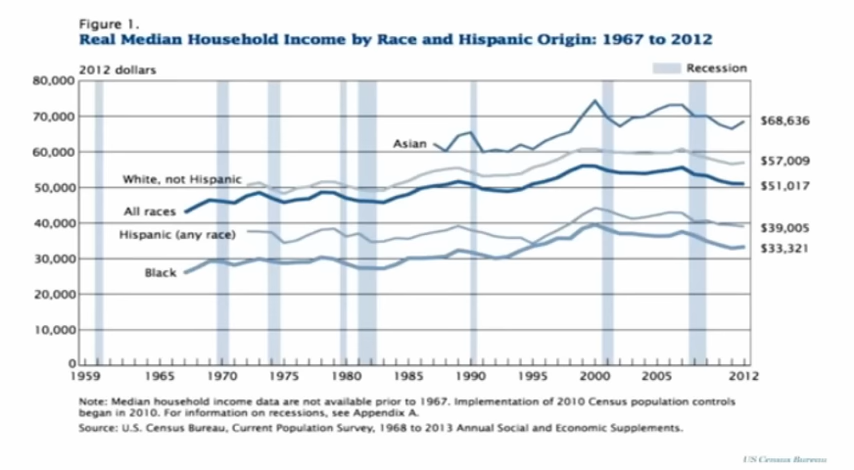 Figure 1.
Real Median Household Income by Race and Hispanic Origin: 1967 to 2012
2012 dollars
Recession
80,000
70,000
60,000
50,000
40,000
30,000
20,000
10,000
0
Asian
White, not Hispanic
All races
Hispanic (any race)
Black
$68,636
$57,009
$51,017
$39,005
$33,321
1959 1965 1970 1975 1980 1985 1990 1995 2000 2005 2012
Note: Median household income data are not available prior to 1967. Implementation of 2010 Census population controls
began in 2010. For information on recessions, see Appendix A.
Source: U.S. Census Bureau, Current Population Survey, 1968 to 2013 Annual Social and Economic Supplements.
US Census Bureau